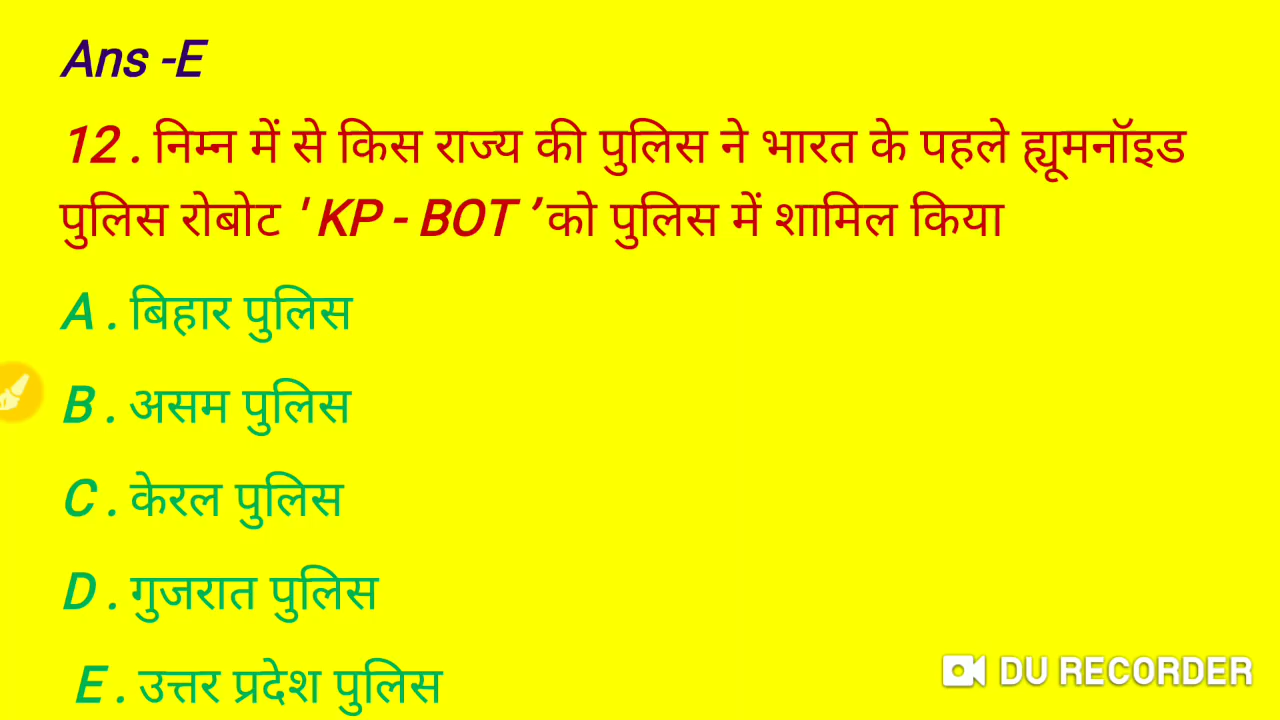 Ans -E
12 . निम्न में से किस राज्य की पुलिस ने भारत के पहले ह्यूमनॉइड
पुलिस रोबोट ' KP - BOT ’ को पुलिस में शामिल किया
A . बिहार पुलिस
B . असम पुलिस
C . केरल पुलिस
D . गुजरात पुलिस
E . उत्तर प्रदेश पुलिस
DU RECORDER